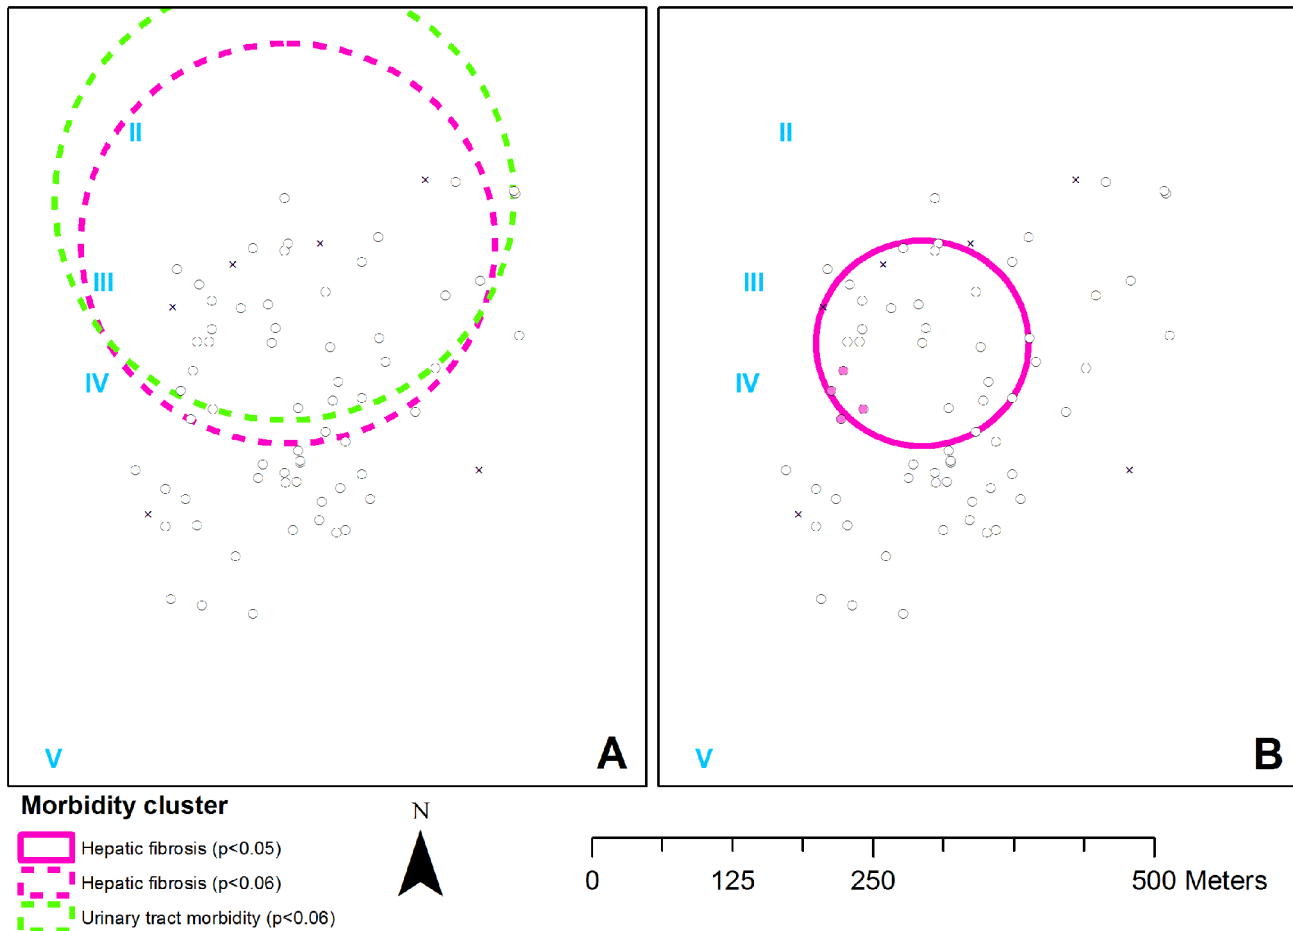 II
III
IV
V
A
II
III
IV
V
B
Morbidity cluster
Hepatic fibrosis (p<0.05)
Hepatic fibrosis (p<0.06)
Urinary tract morbidity (p<0.06)
N
0 125 250 500 Meters